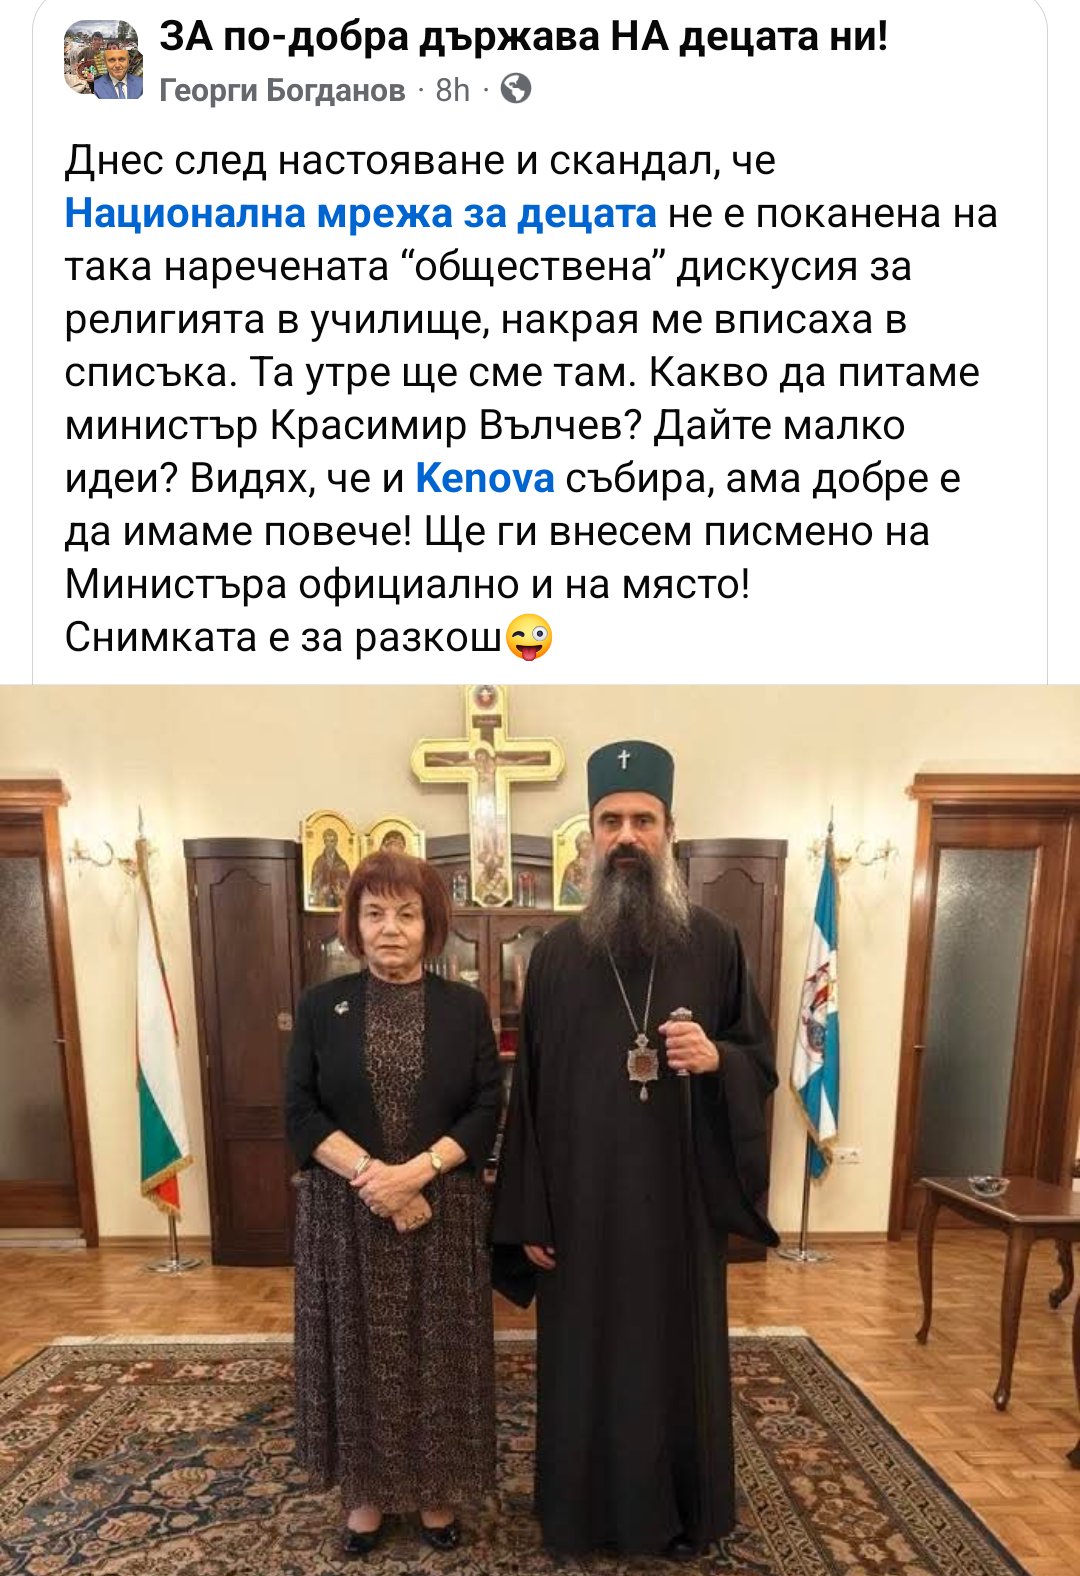 ЗА по-добра държава НА децата ни!
Георги Богданов · 8h ·
Днес след настояване и скандал, че
Национална мрежа за децата не е поканена на
така наречената “обществена” дискусия за
религията в училище, накрая ме вписаха в
списъка. Та утре ще сме там. Какво да питаме
министър Красимир Вълчев? Дайте малко
идеи? Видях, че и Kenova събира, ама добре е
да имаме повече! Ще ги внесем писмено на
Министъра официално и на място!
Снимката е за разкош😜